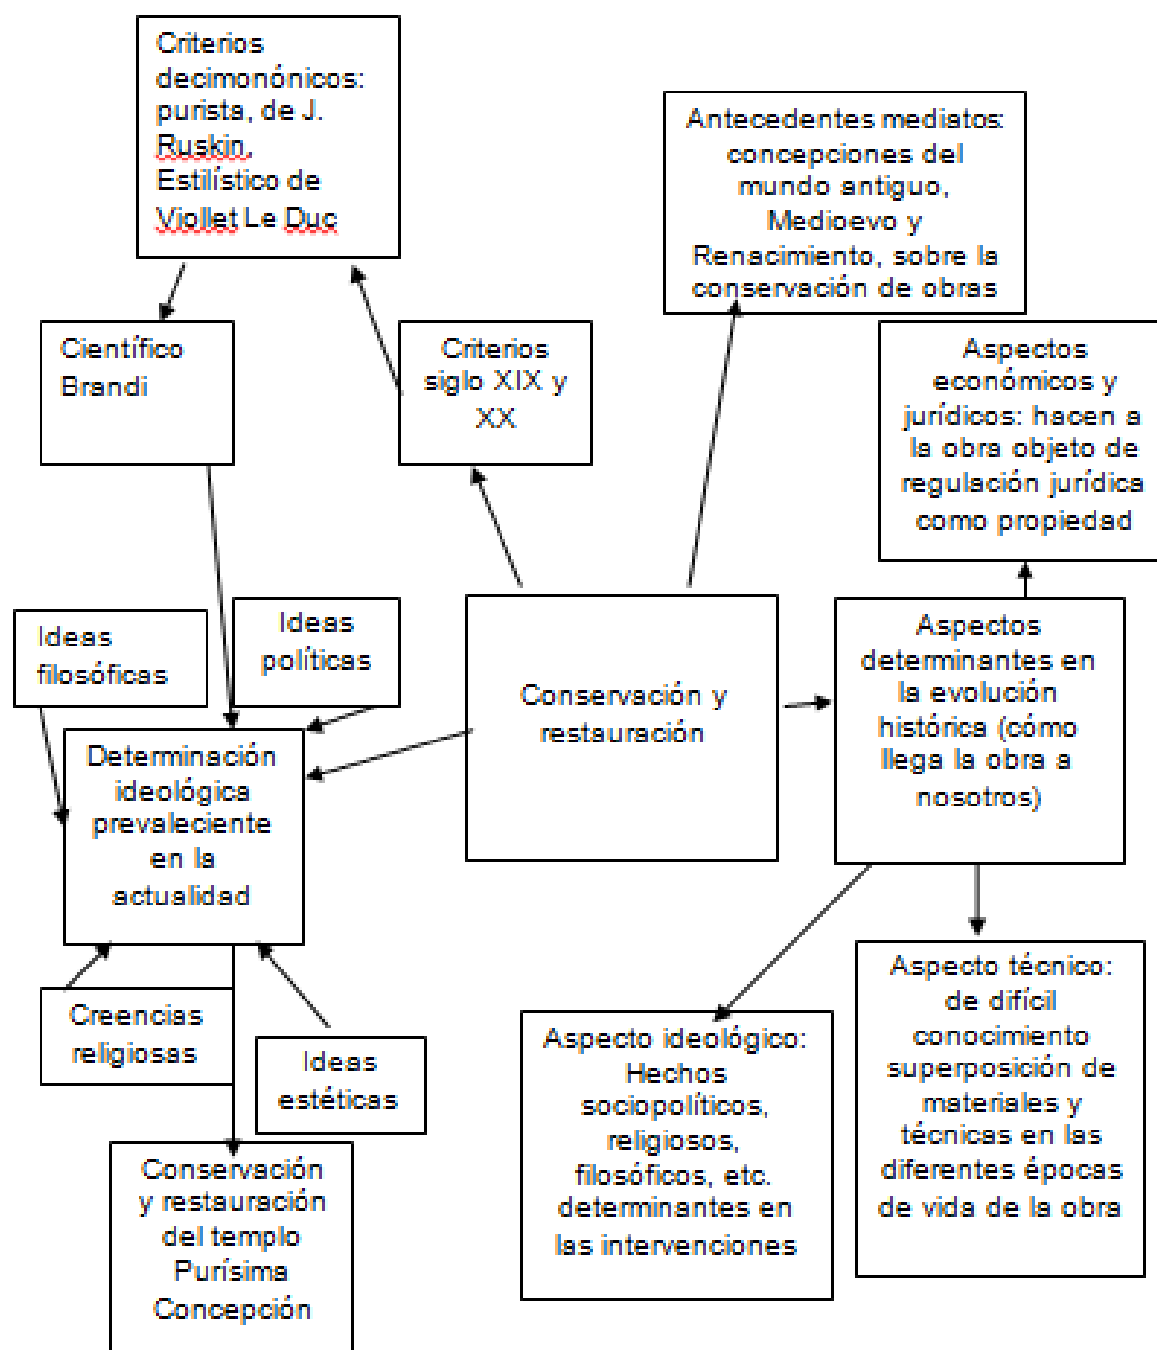 Criterios
decimonónicos:
purista, de J.
Ruskin.
Estilístico de
Viollet Le Duc
Antecedentes mediatos:
concepciones del
mundo antiguo,
Medioevo y
Renacimiento, sobre la
conservación de obras
Científico
Brandi
Criterios
siglo XIX y
XX
Aspectos
económicos y
jurídicos: hacen a
la obra objeto de
regulación jurídica
como propiedad
Ideas
filosóficas
Ideas
políticas
Conservación y
restauración
Aspectos
determinantes en
la evolución
histórica (cómo
llega la obra a
nosotros)
Determinación
ideológica
prevaleciente
en la
actualidad
Creencias
religiosas
Ideas
estéticas
Aspecto ideológico:
Hechos
sociopolíticos,
religiosos,
filosóficos, etc.
determinantes en
las intervenciones
Aspecto técnico:
de difícil
conocimiento
superposición de
materiales y
técnicas en las
diferentes épocas
de vida de la obra
Conservación
y restauración
del templo
Purísima
Concepción